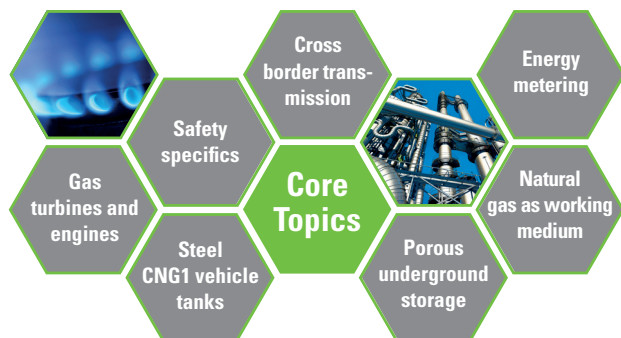 Cross
border trans-
mission
Energy
metering
Safety
specifics
Gas
turbines and
engines
Core
Topics
Natural
gas as working
medium
Steel
CNG1 vehicle
tanks
Porous
underground
storage